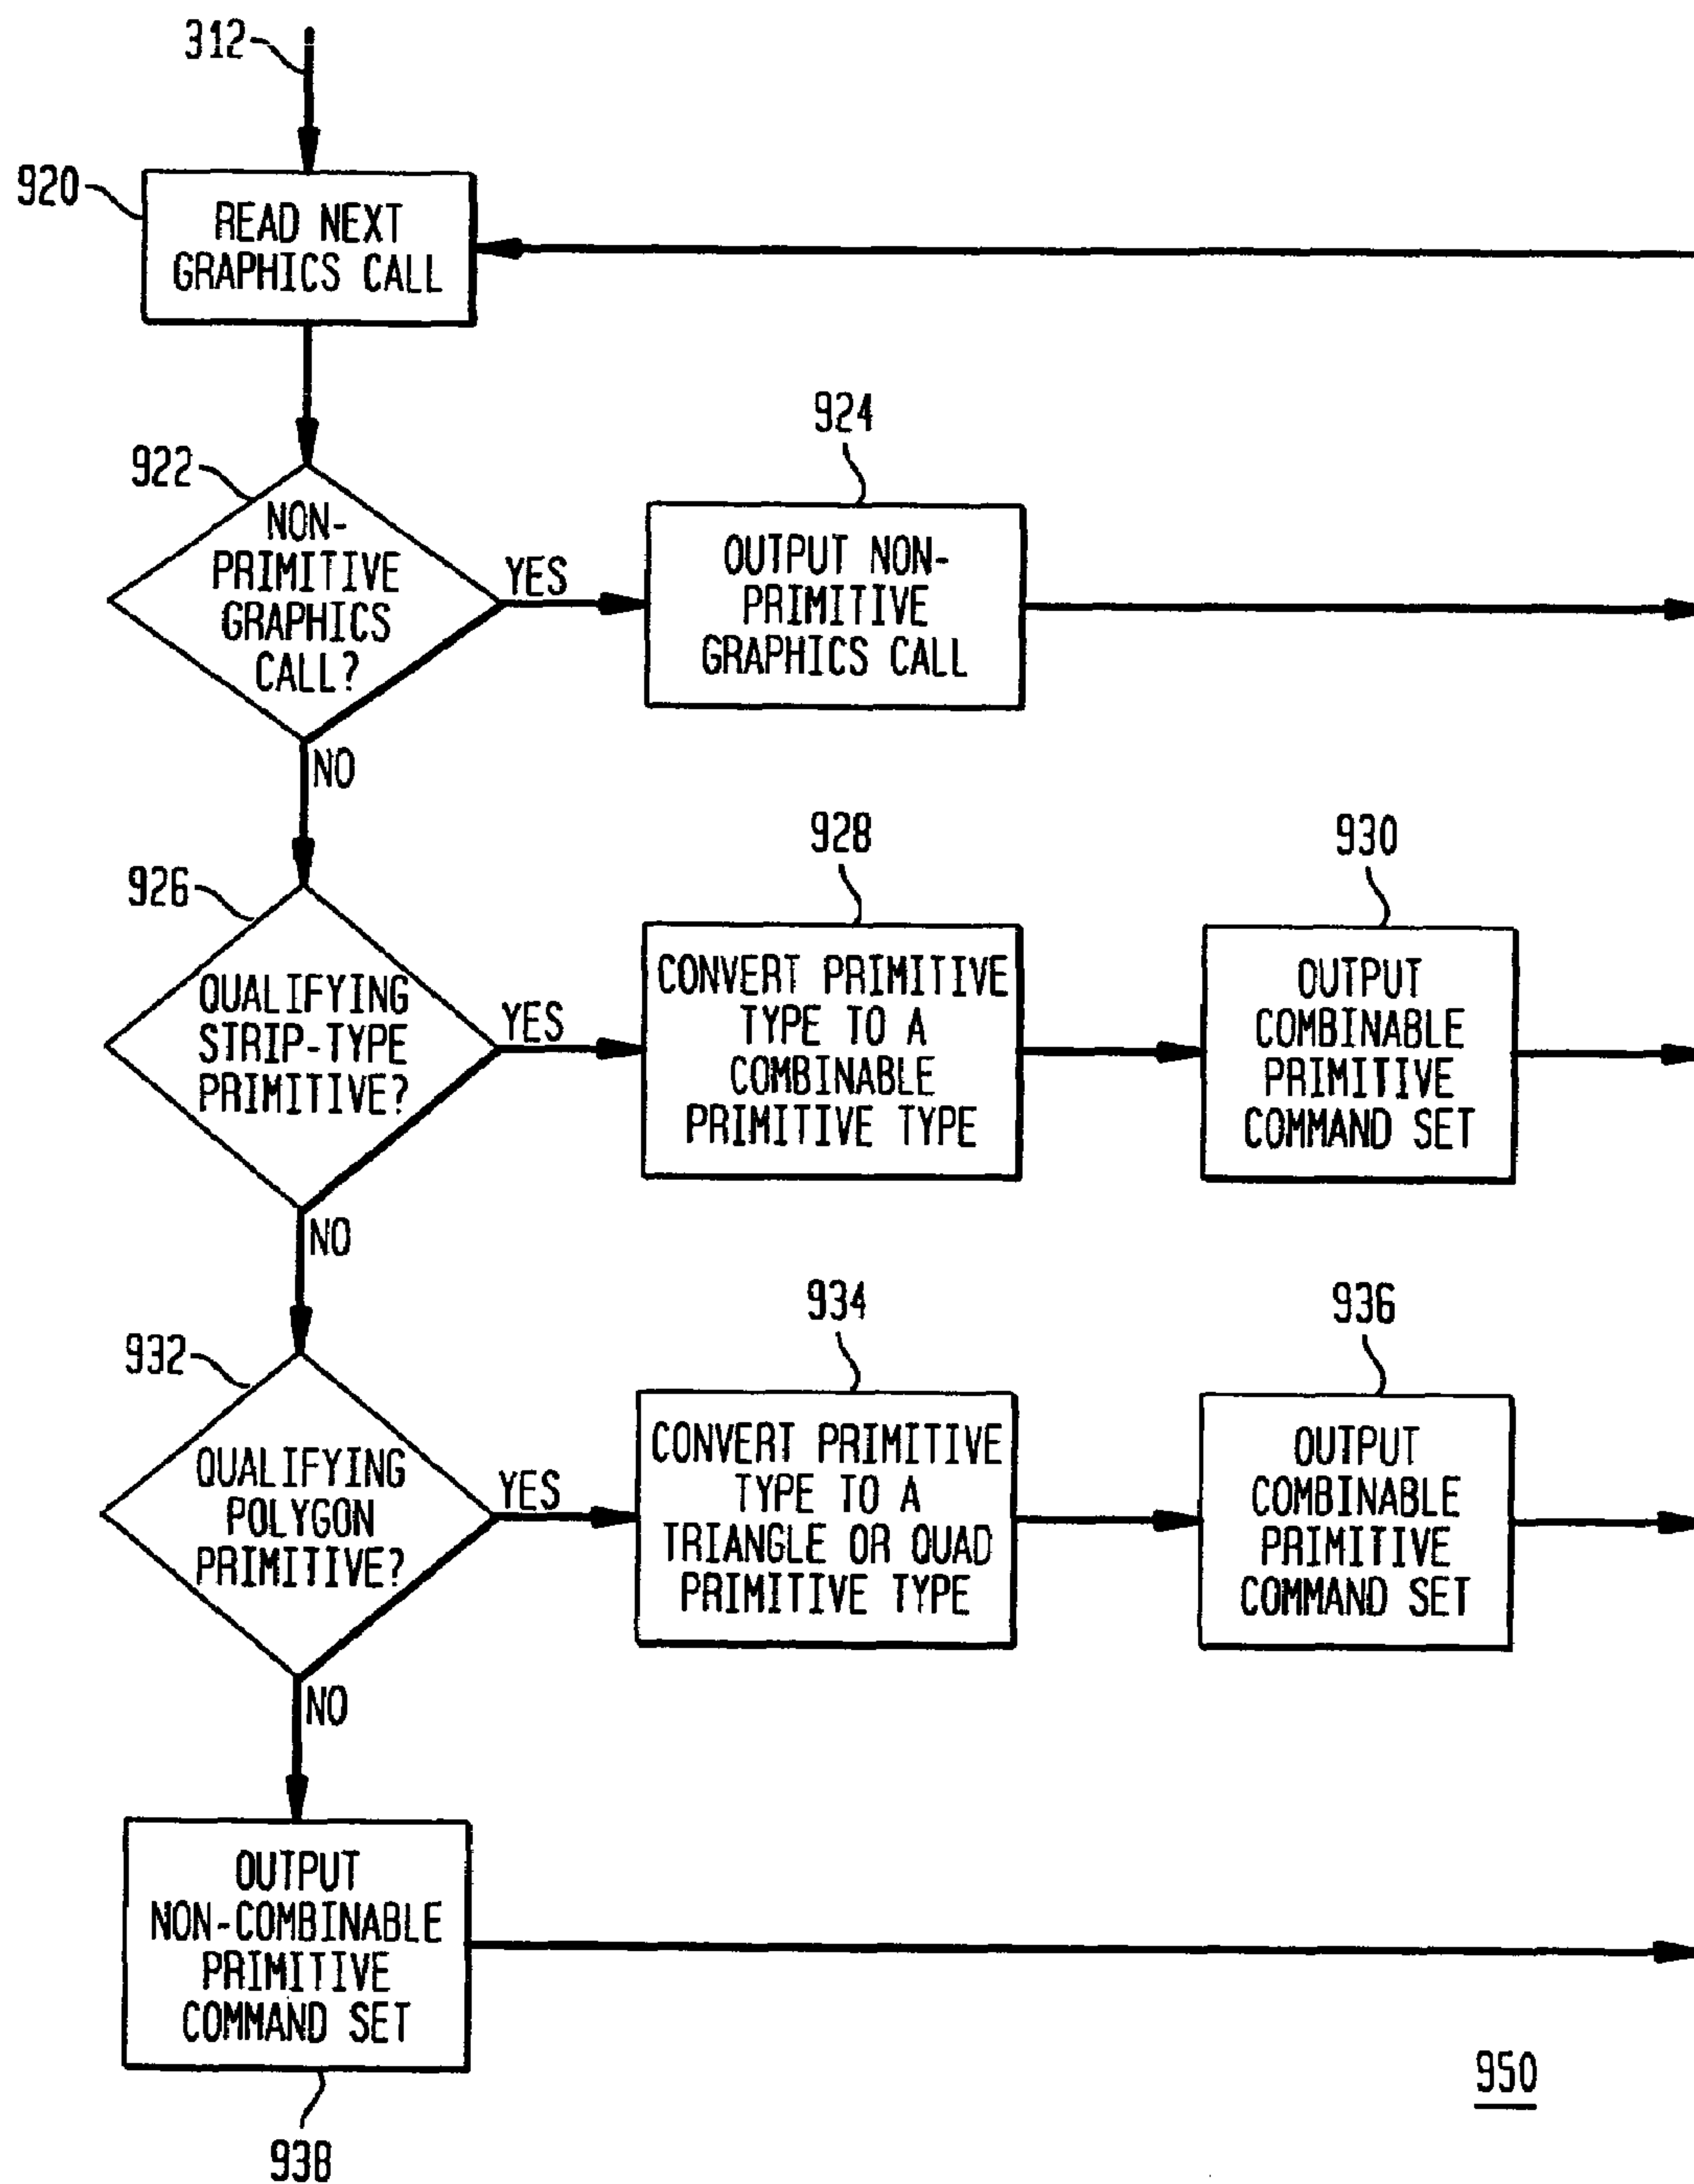 312
920
READ NEXT
GRAPHICS CALL
922
NON-
PRIMITIVE
GRAPHICS
CALL?
YES
NO
924
OUTPUT NON-
PRIMITIVE
GRAPHICS CALL
926
QUALIFYING
STRIP-TYPE
PRIMITIVE?
YES
NO
928
CONVERT PRIMITIVE
TYPE TO A
COMBINABLE
PRIMITIVE TYPE
930
OUTPUT
COMBINABLE
PRIMITIVE
COMMAND SET
932
QUALIFYING
POLYGON
PRIMITIVE?
YES
NO
934
CONVERT PRIMITIVE
TYPE TO A
TRIANGLE OR QUAD
PRIMITIVE TYPE
936
OUTPUT
COMBINABLE
PRIMITIVE
COMMAND SET
OUTPUT
NON-COMBINABLE
PRIMITIVE
COMMAND SET
938
950